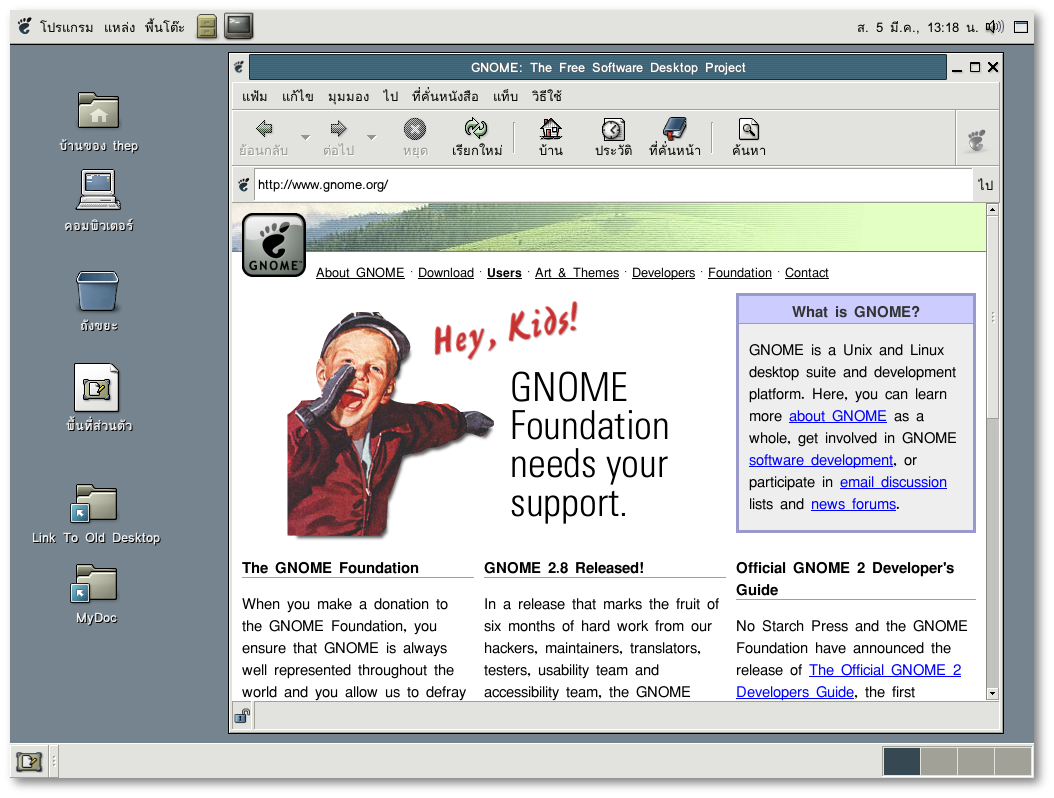 โปรแกรม แหล่ง พื้นโต๊ะ ส. 5 มี.ค., 13:18 น.
GNOME: The Free Software Desktop Project
แฟ้ม แก้ไข มุมมอง ไป ที่คั่นหนังสือ แท็บ วิธีใช้
ย้อนกลับ ต่อไป หยุด เรียกใหม่ บ้าน ประวัติ ที่คั่นหน้า ค้นหา
http://www.gnome.org/ ไป
บ้านของ thep
คอมพิวเตอร์
ถังขยะ
พื้นที่ส่วนตัว
Link To Old Desktop
MyDoc
GNOME™
About GNOME · Download · Users · Art & Themes · Developers · Foundation · Contact
Hey, Kids!
GNOME
Foundation
needs your
support.
What is GNOME?
GNOME is a Unix and Linux
desktop suite and development
platform. Here, you can learn
more about GNOME as a
whole, get involved in GNOME
software development, or
participate in email discussion
lists and news forums.
The GNOME Foundation
When you make a donation to
the GNOME Foundation, you
ensure that GNOME is always
well represented throughout the
world and you allow us to defray
GNOME 2.8 Released!
In a release that marks the fruit of
six months of hard work from our
hackers, maintainers, translators,
testers, usability team and
accessibility team, the GNOME
Official GNOME 2 Developer's
Guide
No Starch Press and the GNOME
Foundation have announced the
release of The Official GNOME 2
Developers Guide, the first